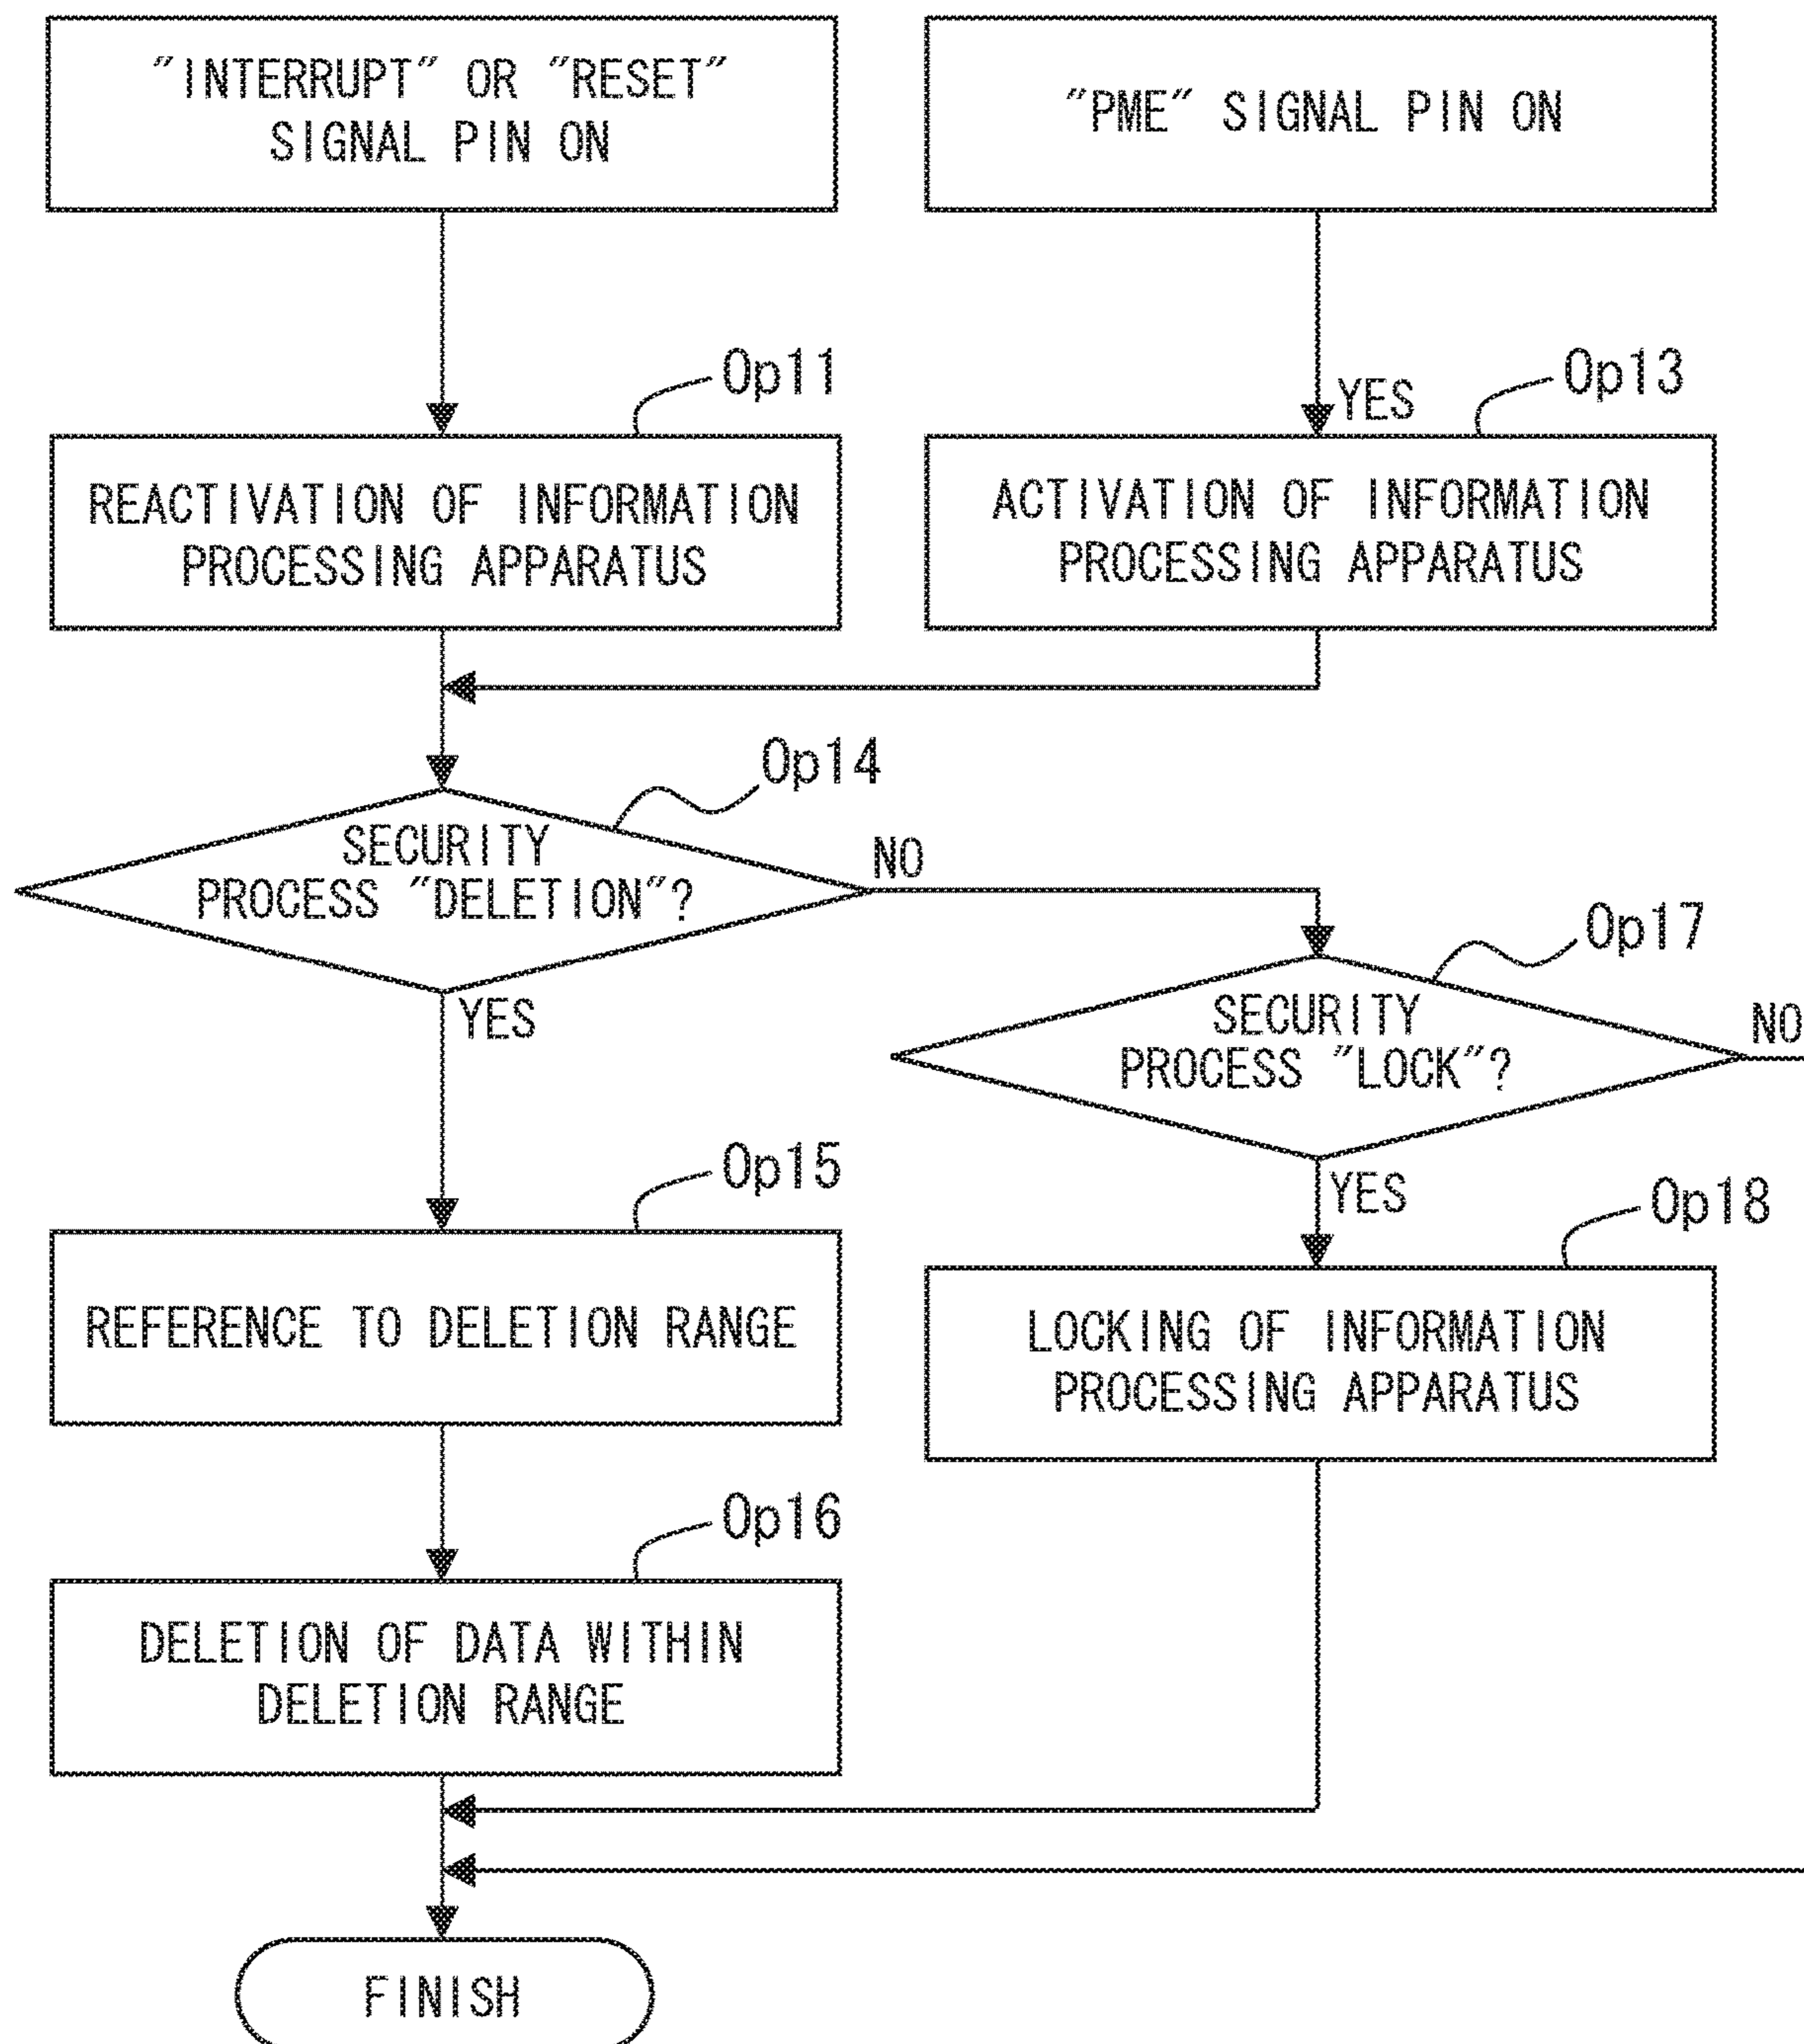 "INTERRUPT" OR "RESET"
SIGNAL PIN ON
"PME" SIGNAL PIN ON
Op11
YES
Op13
REACTIVATION OF INFORMATION
PROCESSING APPARATUS
ACTIVATION OF INFORMATION
PROCESSING APPARATUS
Op14
SECURITY
PROCESS "DELETION"?
NO
YES
Op17
SECURITY
PROCESS "LOCK"?
NO
YES
Op15
REFERENCE TO DELETION RANGE
Op18
LOCKING OF INFORMATION
PROCESSING APPARATUS
Op16
DELETION OF DATA WITHIN
DELETION RANGE
FINISH